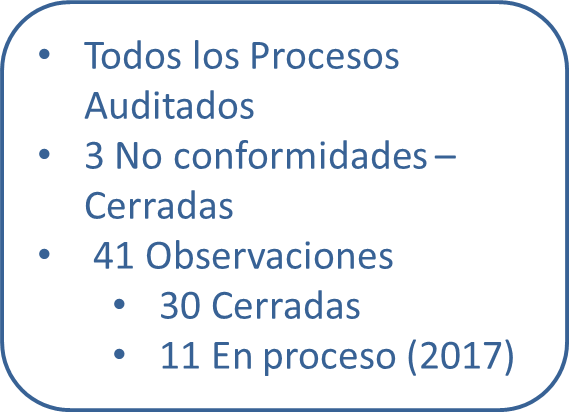 • Todos los Procesos
Auditados
• 3 No conformidades –
Cerradas
• 41 Observaciones
• 30 Cerradas
• 11 En proceso (2017)